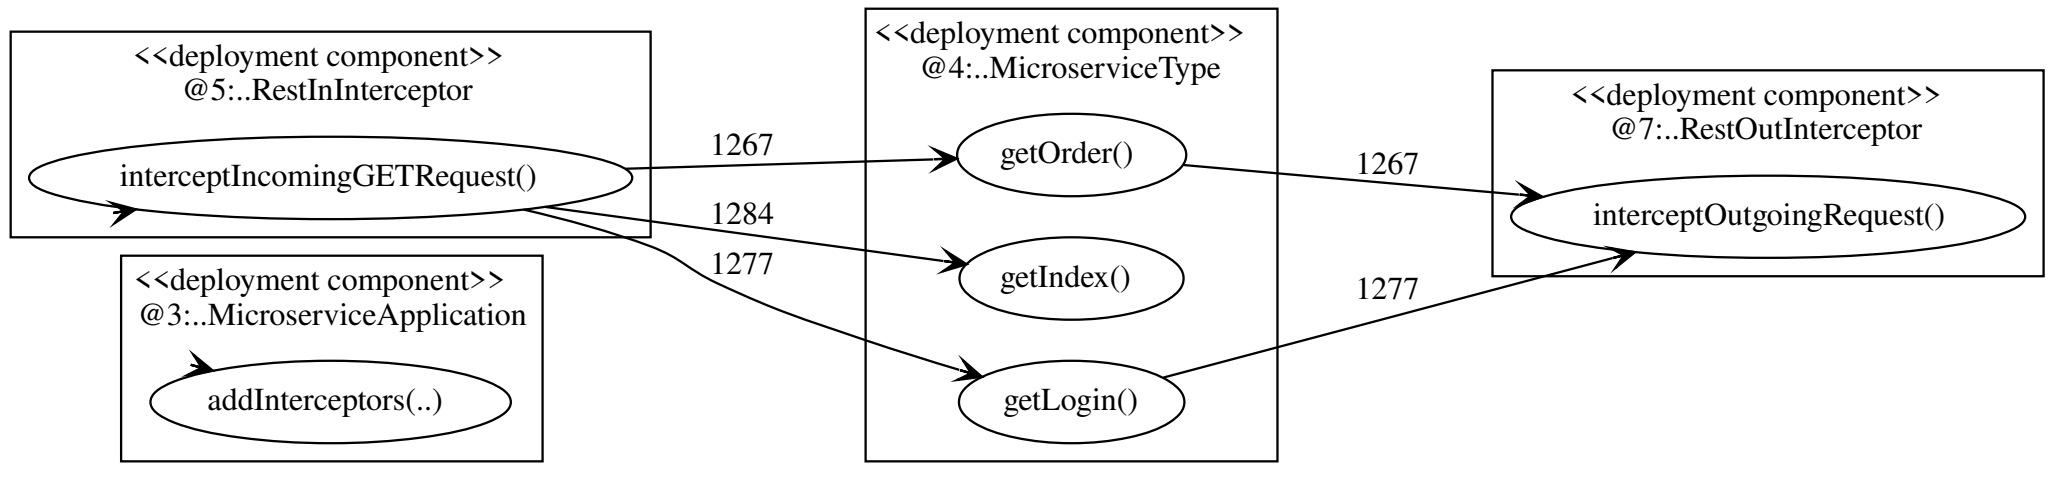 <<deployment component>>
@5:..RestInInterceptor
interceptIncomingGETRequest()
<<deployment component>>
@3:..MicroserviceApplication
addInterceptors(..)
1267
1284
1277
<<deployment component>>
@4:..MicroserviceType
getOrder()
getIndex()
getLogin()
1267
1277
<<deployment component>>
@7:..RestOutInterceptor
interceptOutgoingRequest()